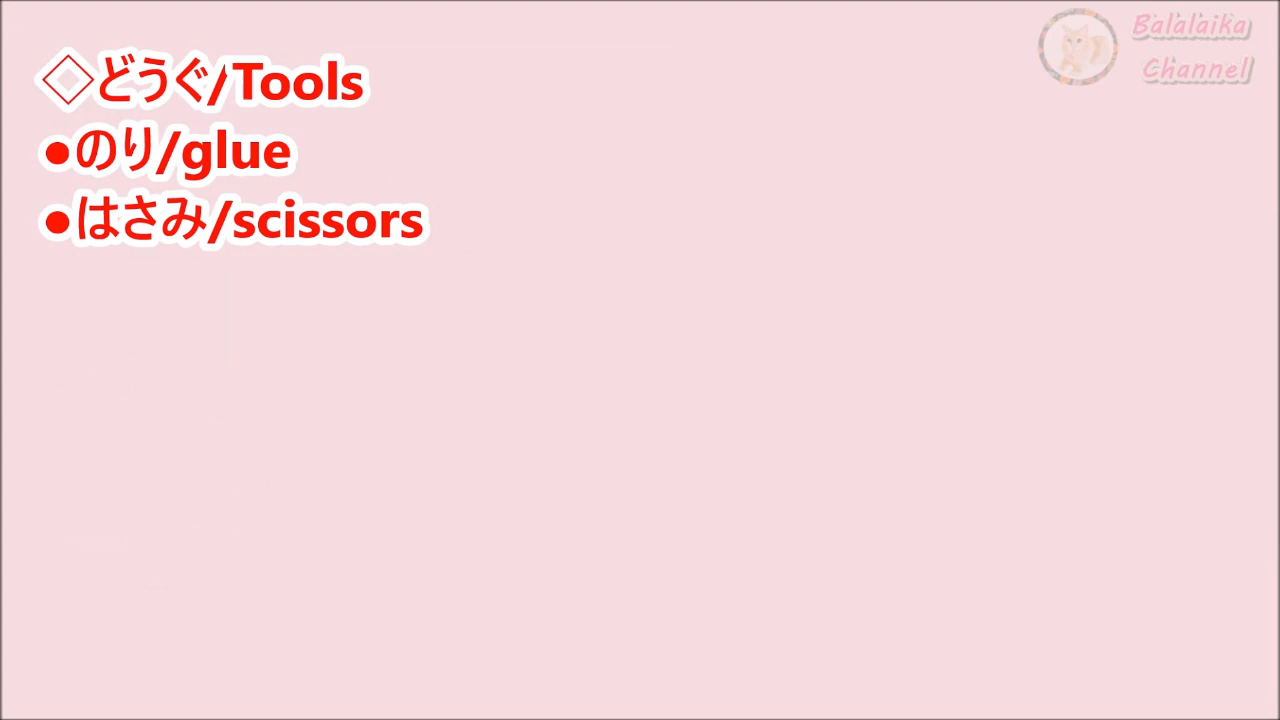 ◇どうぐ/Tools
●のり/glue
●はさみ/scissors
Balalaika
Channel